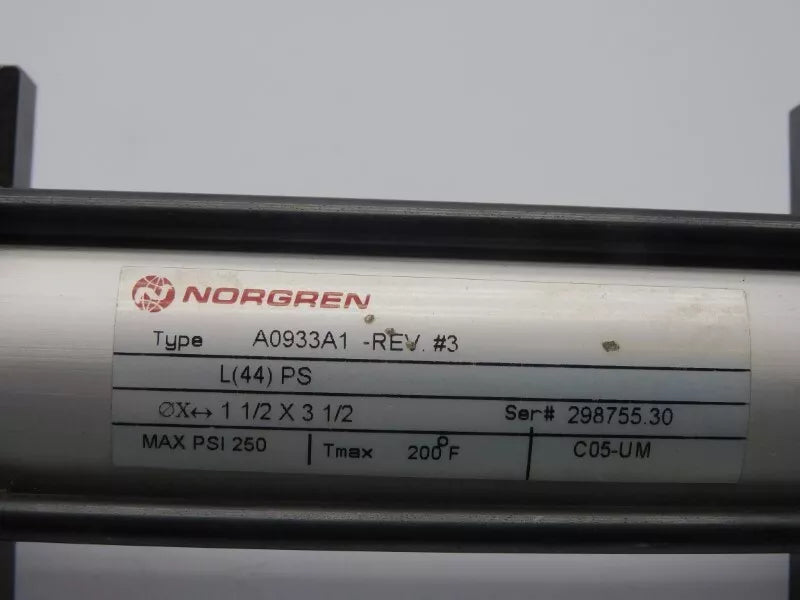 NORGREN
Type A0933A1 -REV. #3
L(44) PS
∅X↔ 1 1/2 X 3 1/2 Ser# 298755.30
MAX PSI 250 Tmax 200°F C05-UM